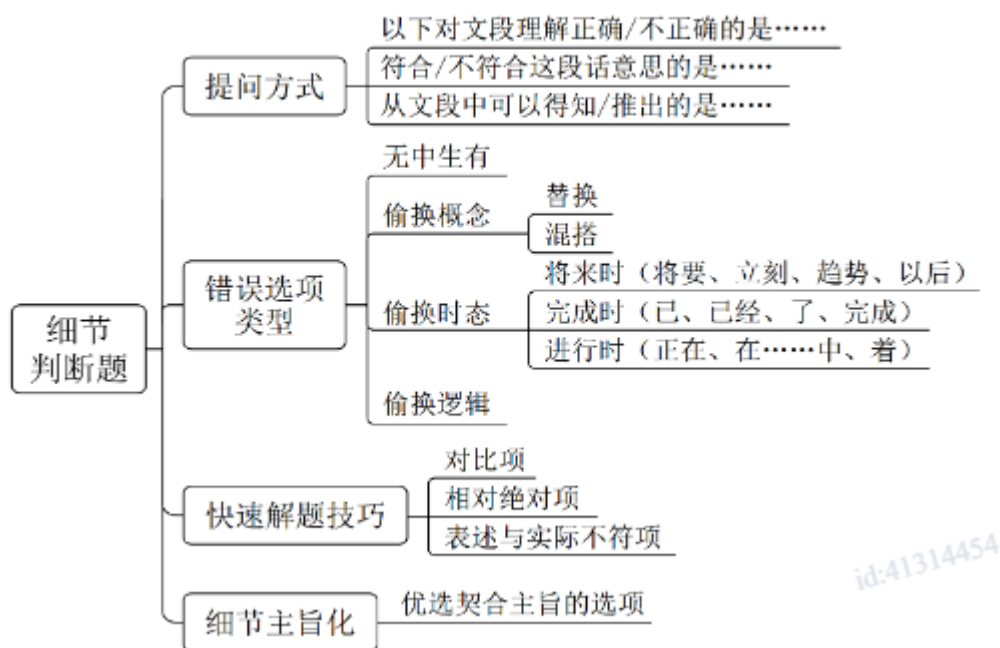 细节
判断题
提问方式
以下对文段理解正确/不正确的是……
符合/不符合这段话意思的是……
从文段中可以得知/推出的是……
错误选项
类型
无中生有
偷换概念
替换
混搭
偷换时态
将来时（将要、立刻、趋势、以后）
完成时（已、已经、了、完成）
进行时（正在、在……中、着）
偷换逻辑
快速解题技巧
对比项
相对绝对项
表述与实际不符项
细节主旨化
优选契合主旨的选项
id:41314454